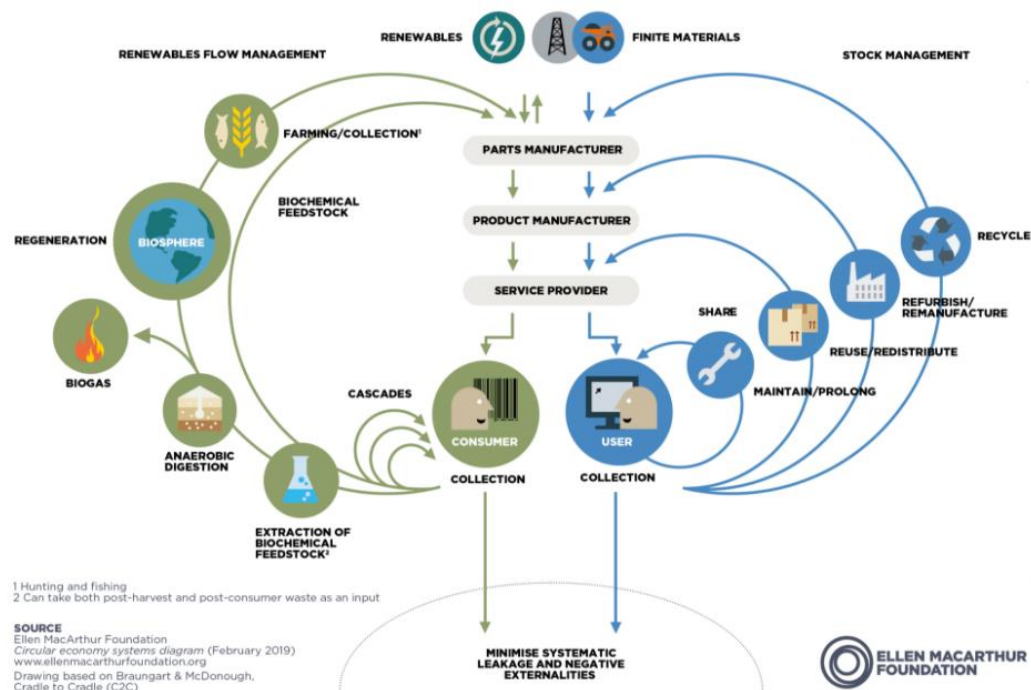 RENEWABLES
FINITE MATERIALS
RENEWABLES FLOW MANAGEMENT
STOCK MANAGEMENT
FARMING/COLLECTION¹
PARTS MANUFACTURER
BIOCHEMICAL
FEEDSTOCK
PRODUCT MANUFACTURER
REGENERATION
BIOSPHERE
RECYCLE
SERVICE PROVIDER
REFURBISH/
REMANUFACTURE
SHARE
REUSE/REDISTRIBUTE
BIOGAS
MAINTAIN/PROLONG
CASCADES
CONSUMER
USER
ANAEROBIC
DIGESTION
COLLECTION
COLLECTION
EXTRACTION OF
BIOCHEMICAL
FEEDSTOCK²
1 Hunting and fishing
2 Can take both post-harvest and post-consumer waste as an input
SOURCE
Ellen MacArthur Foundation
Circular economy systems diagram (February 2019)
www.ellenmacarthurfoundation.org
Drawing based on Braungart & McDonough,
Cradle to Cradle (C2C)
MINIMISE SYSTEMATIC
LEAKAGE AND NEGATIVE
EXTERNALITIES
ELLEN MACARTHUR
FOUNDATION